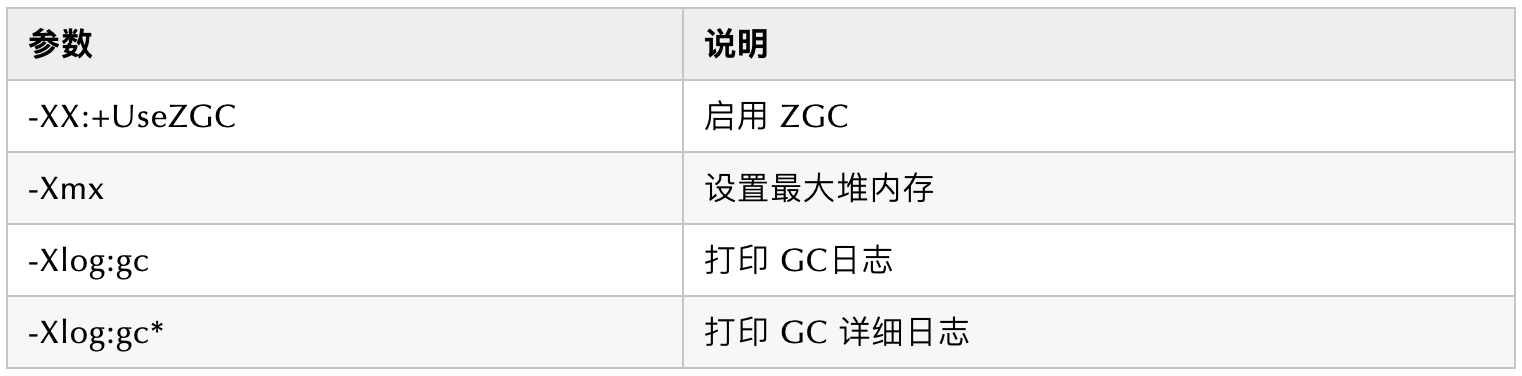 参数 说明
-XX:+UseZGC 启用 ZGC
-Xmx 设置最大堆内存
-Xlog:gc 打印 GC日志
-Xlog:gc* 打印 GC 详细日志